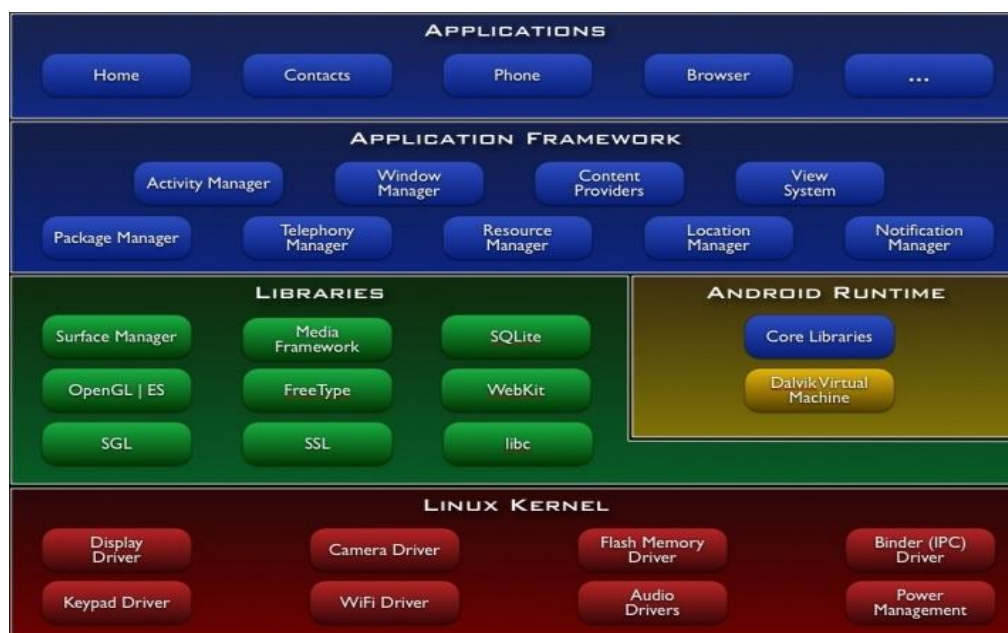 APPLICATIONS
Home
Contacts
Phone
Browser
...
APPLICATION FRAMEWORK
Activity Manager
Window
Manager
Content
Providers
View
System
Package Manager
Telephony
Manager
Resource
Manager
Location
Manager
Notification
Manager
LIBRARIES
Surface Manager
Media
Framework
SQLite
OpenGL | ES
FreeType
WebKit
SGL
SSL
libc
ANDROID RUNTIME
Core Libraries
Dalvik Virtual
Machine
LINUX KERNEL
Display
Driver
Camera Driver
Flash Memory
Driver
Binder (IPC)
Driver
Keypad Driver
WiFi Driver
Audio
Drivers
Power
Management